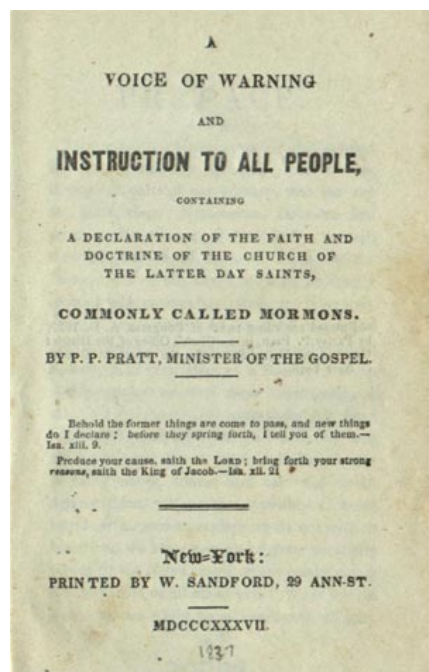 A
VOICE OF WARNING
AND
INSTRUCTION TO ALL PEOPLE,
CONTAINING
A DECLARATION OF THE FAITH AND
DOCTRINE OF THE CHURCH OF
THE LATTER DAY SAINTS,
COMMONLY CALLED MORMONS.
BY P. P. PRATT, MINISTER OF THE GOSPEL.
Behold the former things are come to pass, and new things
do I declare; before they spring forth, I tell you of them.—
Isa. xlii. 9.
Produce your cause, saith the LORD; bring forth your strong
reasons, saith the King of Jacob.—Isa. xli. 21
New=York:
PRINTED BY W. SANDFORD, 29 ANN-ST.
MDCCCXXXVII.
1837